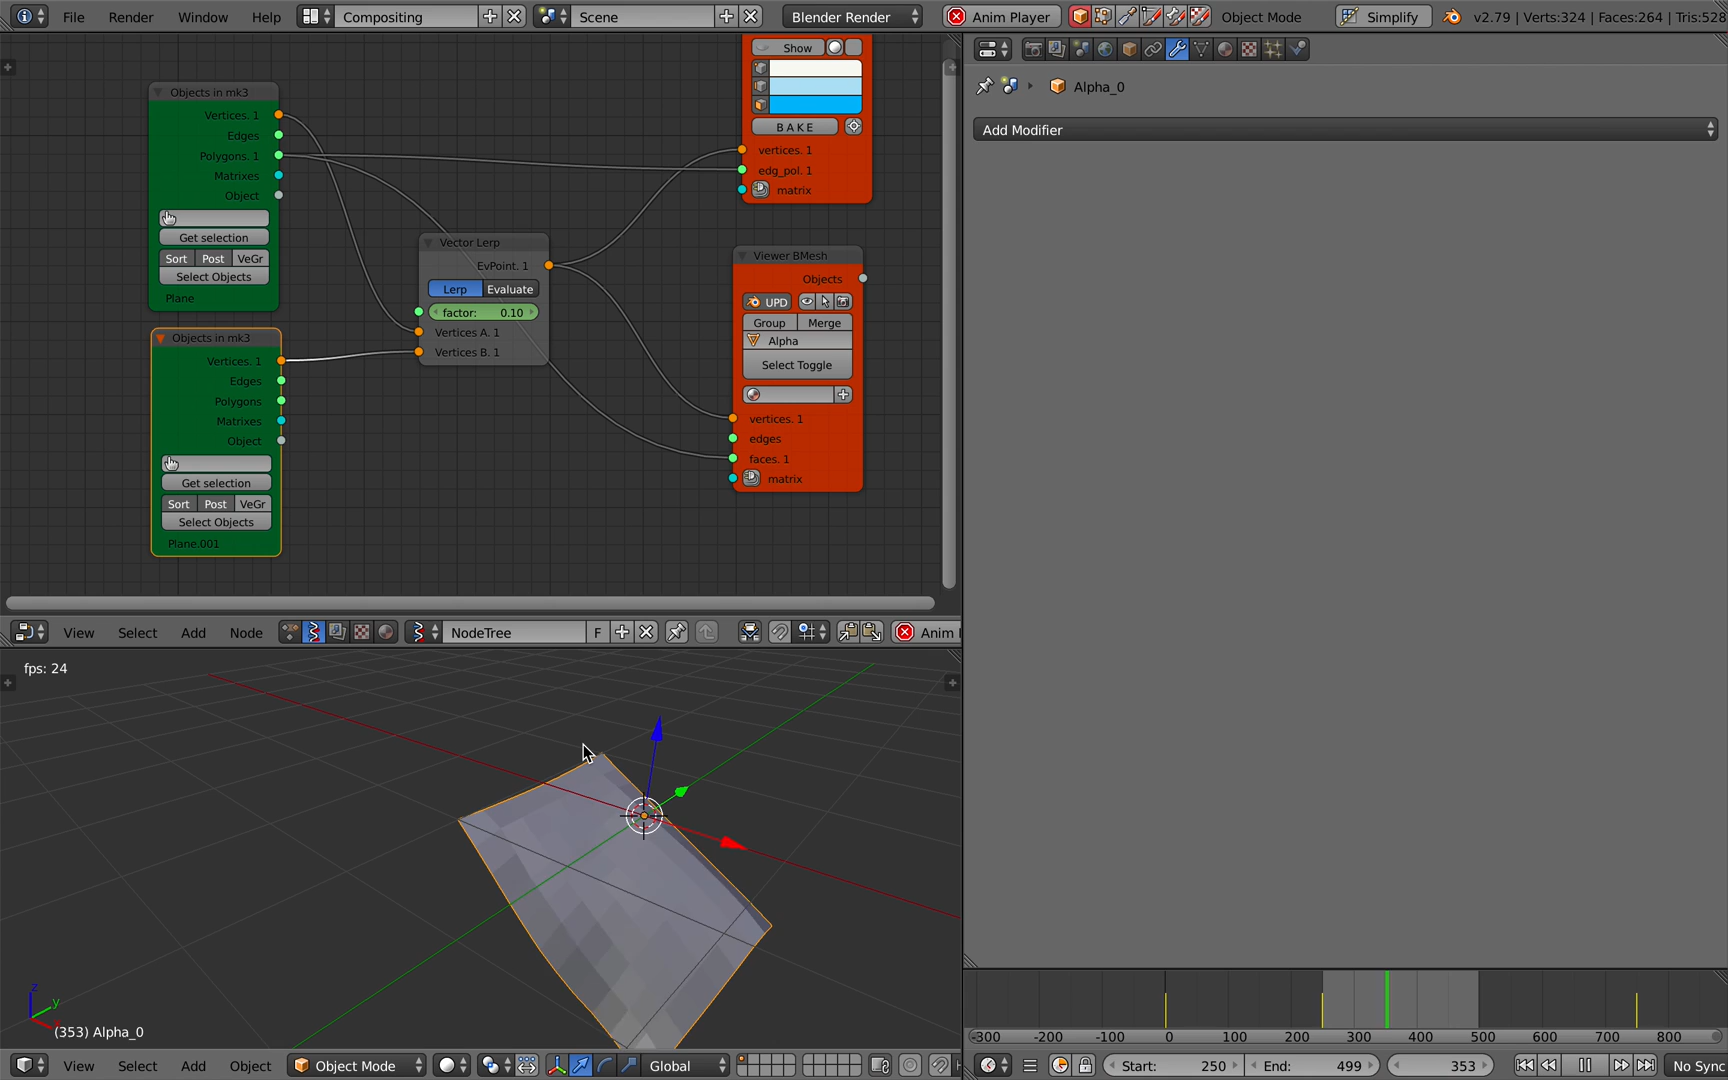 File Render Window Help Compositing Scene Blender Render Anim Player Object Mode Simplify v2.79 | Verts:324 | Faces:264 | Tris:528
Objects in mk3
Vertices. 1
Edges
Polygons. 1
Matrixes
Object
Get selection
Sort Post VeGr
Select Objects
Plane
Objects in mk3
Vertices. 1
Edges
Polygons
Matrixes
Object
Get selection
Sort Post VeGr
Select Objects
Plane.001
Vector Lerp
EvPoint. 1
Lerp Evaluate
factor: 0.10
Vertices A. 1
Vertices B. 1
Show
BAKE
vertices. 1
edg_pol. 1
matrix
Viewer BMesh
Objects
UPD
Group Merge
Alpha
Select Toggle
vertices. 1
edges
faces. 1
matrix
Alpha_0
Add Modifier
View Select Add Node NodeTree F Anim
fps: 24
z
y
(353) Alpha_0
View Select Add Object Object Mode Global
-300 -200 -100 0 100 200 300 400 500 600 700 800
Start: 250 End: 499 353 No Sync